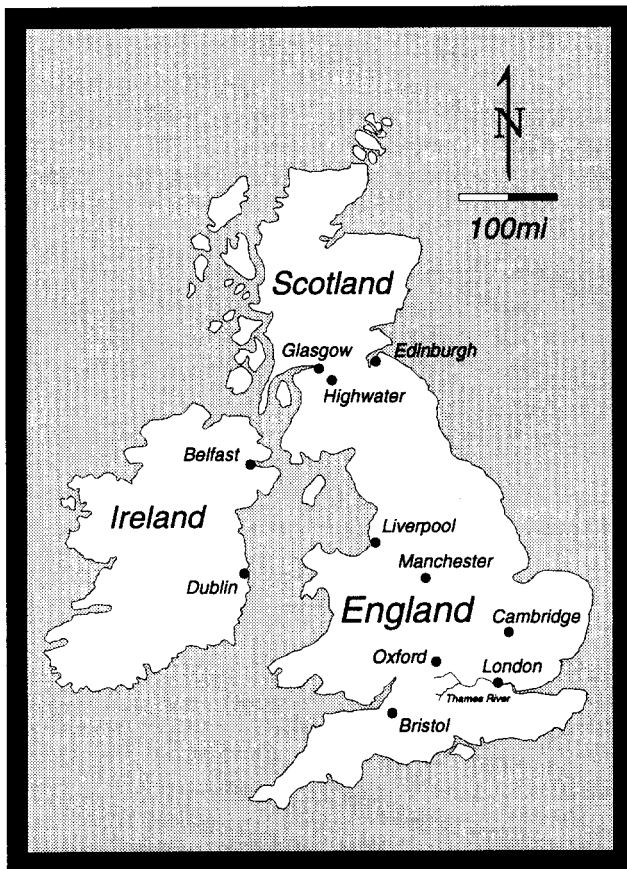 N
100mi
Scotland
Glasgow
Edinburgh
Highwater
Belfast
Ireland
Liverpool
Dublin
Manchester
England
Cambridge
Oxford
London
Thames River
Bristol